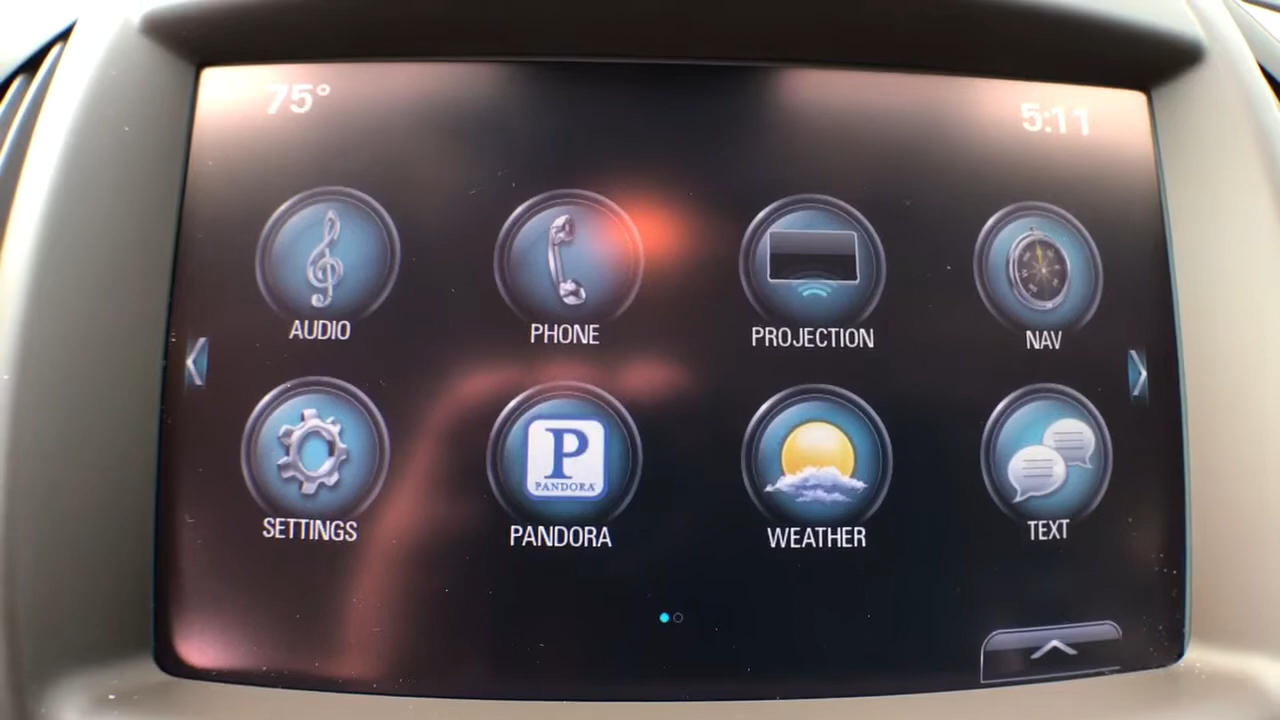 75°
5:11
AUDIO
PHONE
PROJECTION
NAV
SETTINGS
P
PANDORA
PANDORA
WEATHER
TEXT